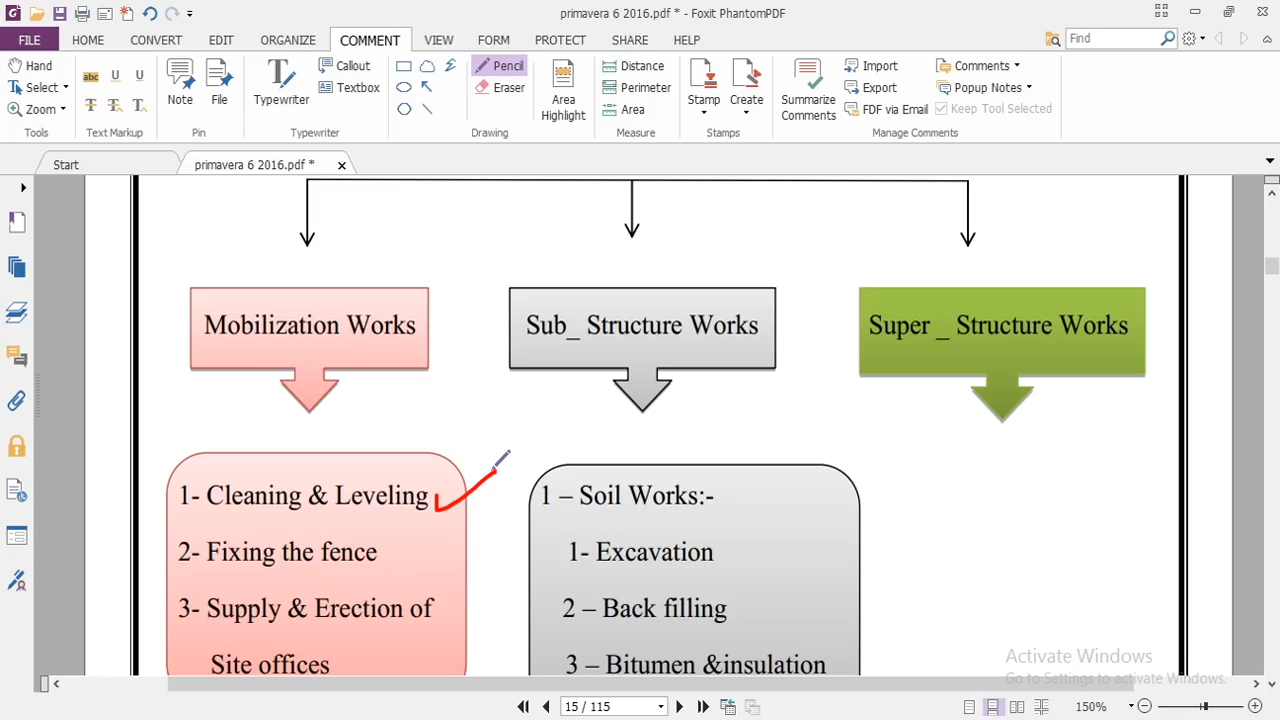 primavera 6 2016.pdf * - Foxit PhantomPDF
FILE HOME CONVERT EDIT ORGANIZE COMMENT VIEW FORM PROTECT SHARE HELP
Find
Hand
Select
Zoom
Tools
abc U U
T T T
Text Markup
Note
File
Pin
Typewriter
Callout
Textbox
Typewriter
Pencil
Eraser
Drawing
Area Highlight
Distance
Perimeter
Area
Measure
Stamp
Create
Stamps
Summarize Comments
Import
Export
FDF via Email
Comments
Popup Notes
Keep Tool Selected
Manage Comments
Start
primavera 6 2016.pdf *
Mobilization Works
Sub_ Structure Works
Super _ Structure Works
1- Cleaning & Leveling
2- Fixing the fence
3- Supply & Erection of
Site offices
1 – Soil Works:-
1- Excavation
2 – Back filling
3 – Bitumen &insulation
Activate Windows
Go to Settings to activate Windows.
15 / 115
150%